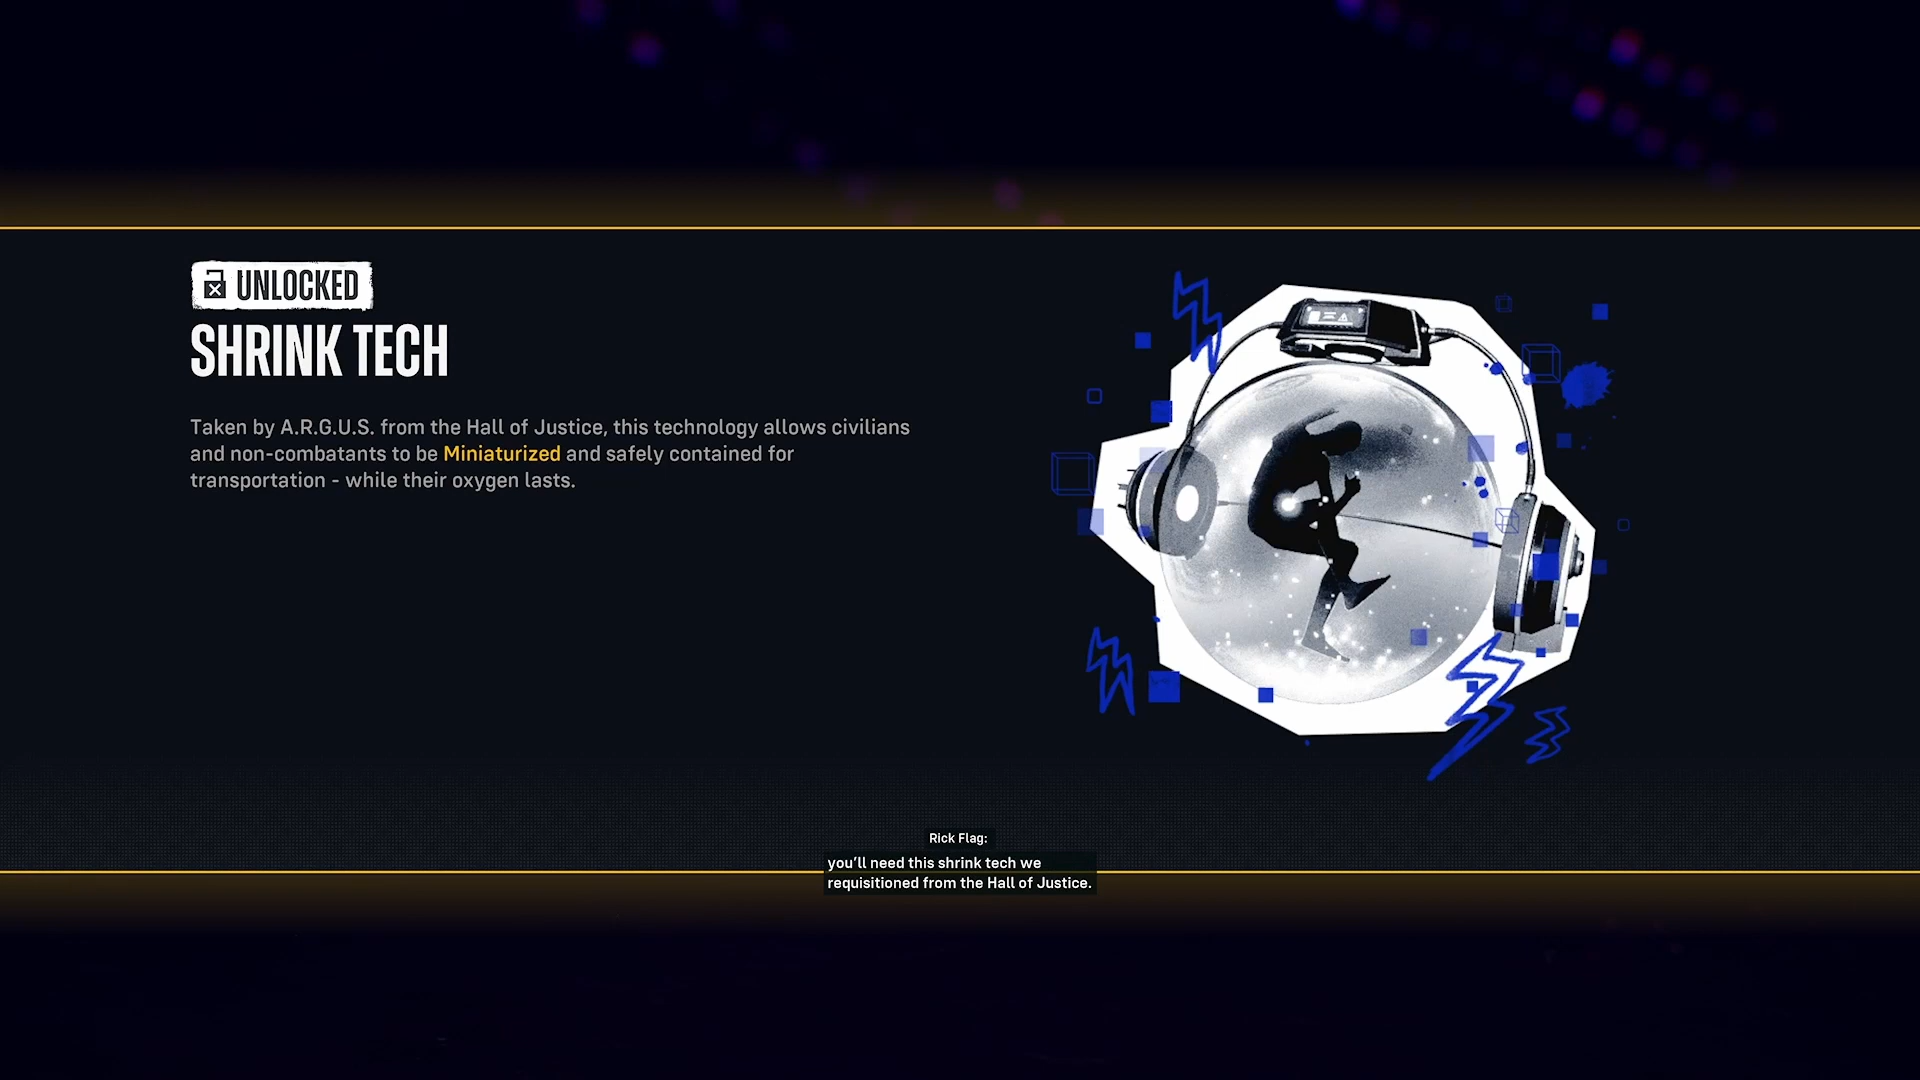 UNLOCKED
SHRINK TECH
Taken by A.R.G.U.S. from the Hall of Justice, this technology allows civilians
and non-combatants to be Miniaturized and safely contained for
transportation - while their oxygen lasts.
Rick Flag:
you'll need this shrink tech we
requisitioned from the Hall of Justice.